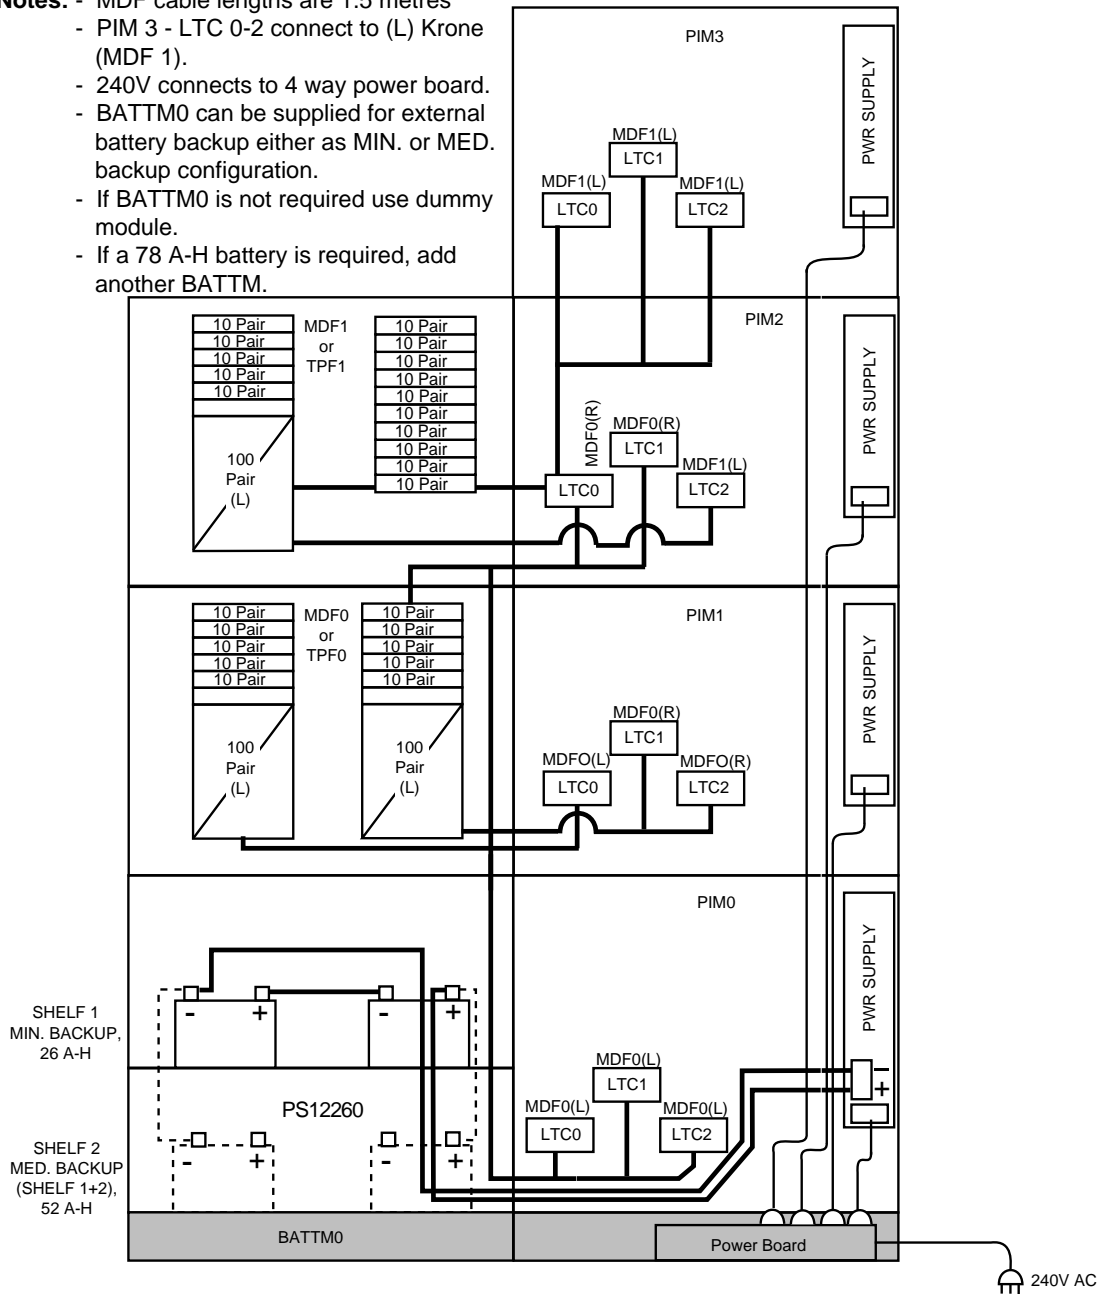 Notes: - MDF cable lengths are 1.5 metres
- PIM 3 - LTC 0-2 connect to (L) Krone
(MDF 1).
- 240V connects to 4 way power board.
- BATTM0 can be supplied for external
battery backup either as MIN. or MED.
backup configuration.
- If BATTM0 is not required use dummy
module.
- If a 78 A-H battery is required, add
another BATTM.
PIM3
PWR SUPPLY
MDF1(L)
LTC1
MDF1(L)
LTC0
MDF1(L)
LTC2
PIM2
PWR SUPPLY
10 Pair
10 Pair
10 Pair
10 Pair
10 Pair
100
Pair
(L)
MDF1
or
TPF1
10 Pair
10 Pair
10 Pair
10 Pair
10 Pair
10 Pair
10 Pair
10 Pair
10 Pair
10 Pair
MDF0(R)
LTC0
MDF0(R)
LTC1
MDF1(L)
LTC2
PIM1
PWR SUPPLY
10 Pair
10 Pair
10 Pair
10 Pair
10 Pair
100
Pair
(L)
MDF0
or
TPF0
10 Pair
10 Pair
10 Pair
10 Pair
10 Pair
100
Pair
(L)
MDF0(R)
LTC1
MDFO(L)
LTC0
MDFO(R)
LTC2
PIM0
PWR SUPPLY
- +
- +
SHELF 1
MIN. BACKUP,
26 A-H
PS12260
- +
- +
SHELF 2
MED. BACKUP
(SHELF 1+2),
52 A-H
MDF0(L)
LTC1
MDF0(L)
LTC0
MDF0(L)
LTC2
–
+
BATTM0
Power Board
240V AC